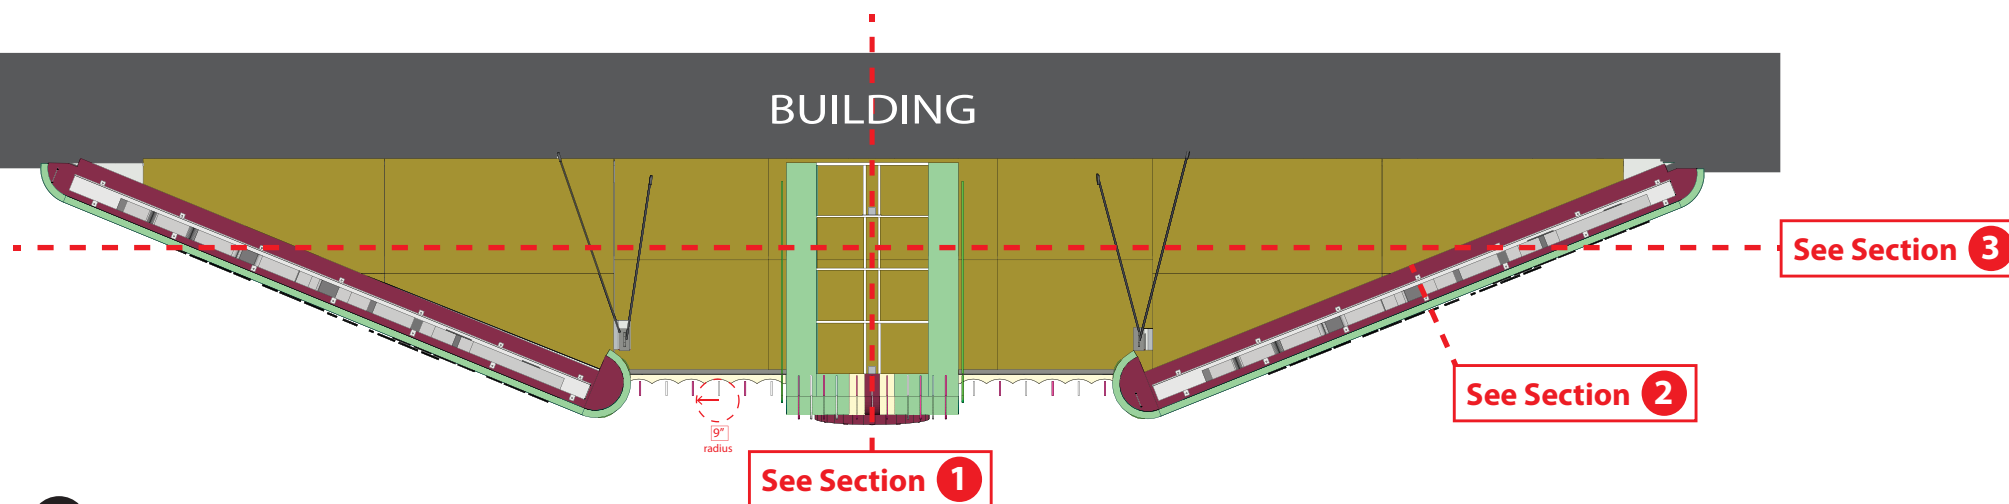 BUILDING
See Section 3
See Section 2
9"
radius
See Section 1